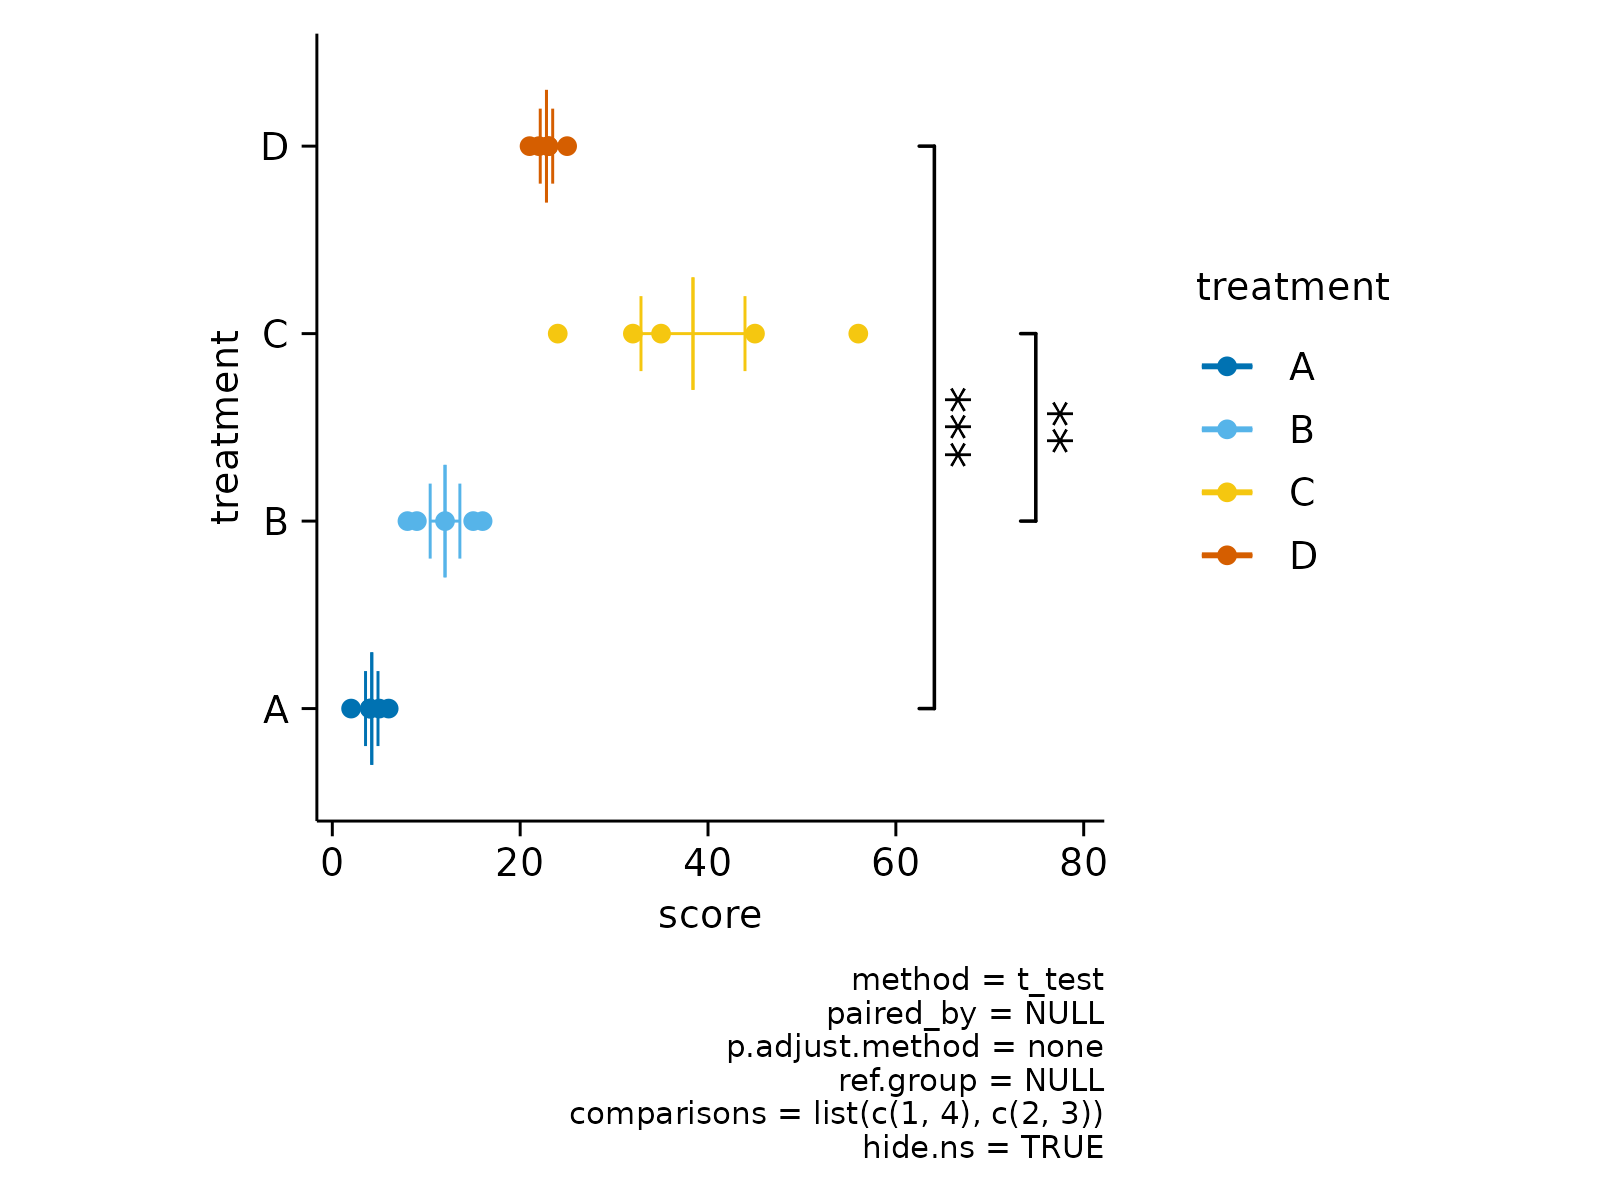 D
C
B
A
treatment
***
**
0 20 40 60 80
score
treatment
A
B
C
D
method = t_test
paired_by = NULL
p.adjust.method = none
ref.group = NULL
comparisons = list(c(1, 4), c(2, 3))
hide.ns = TRUE